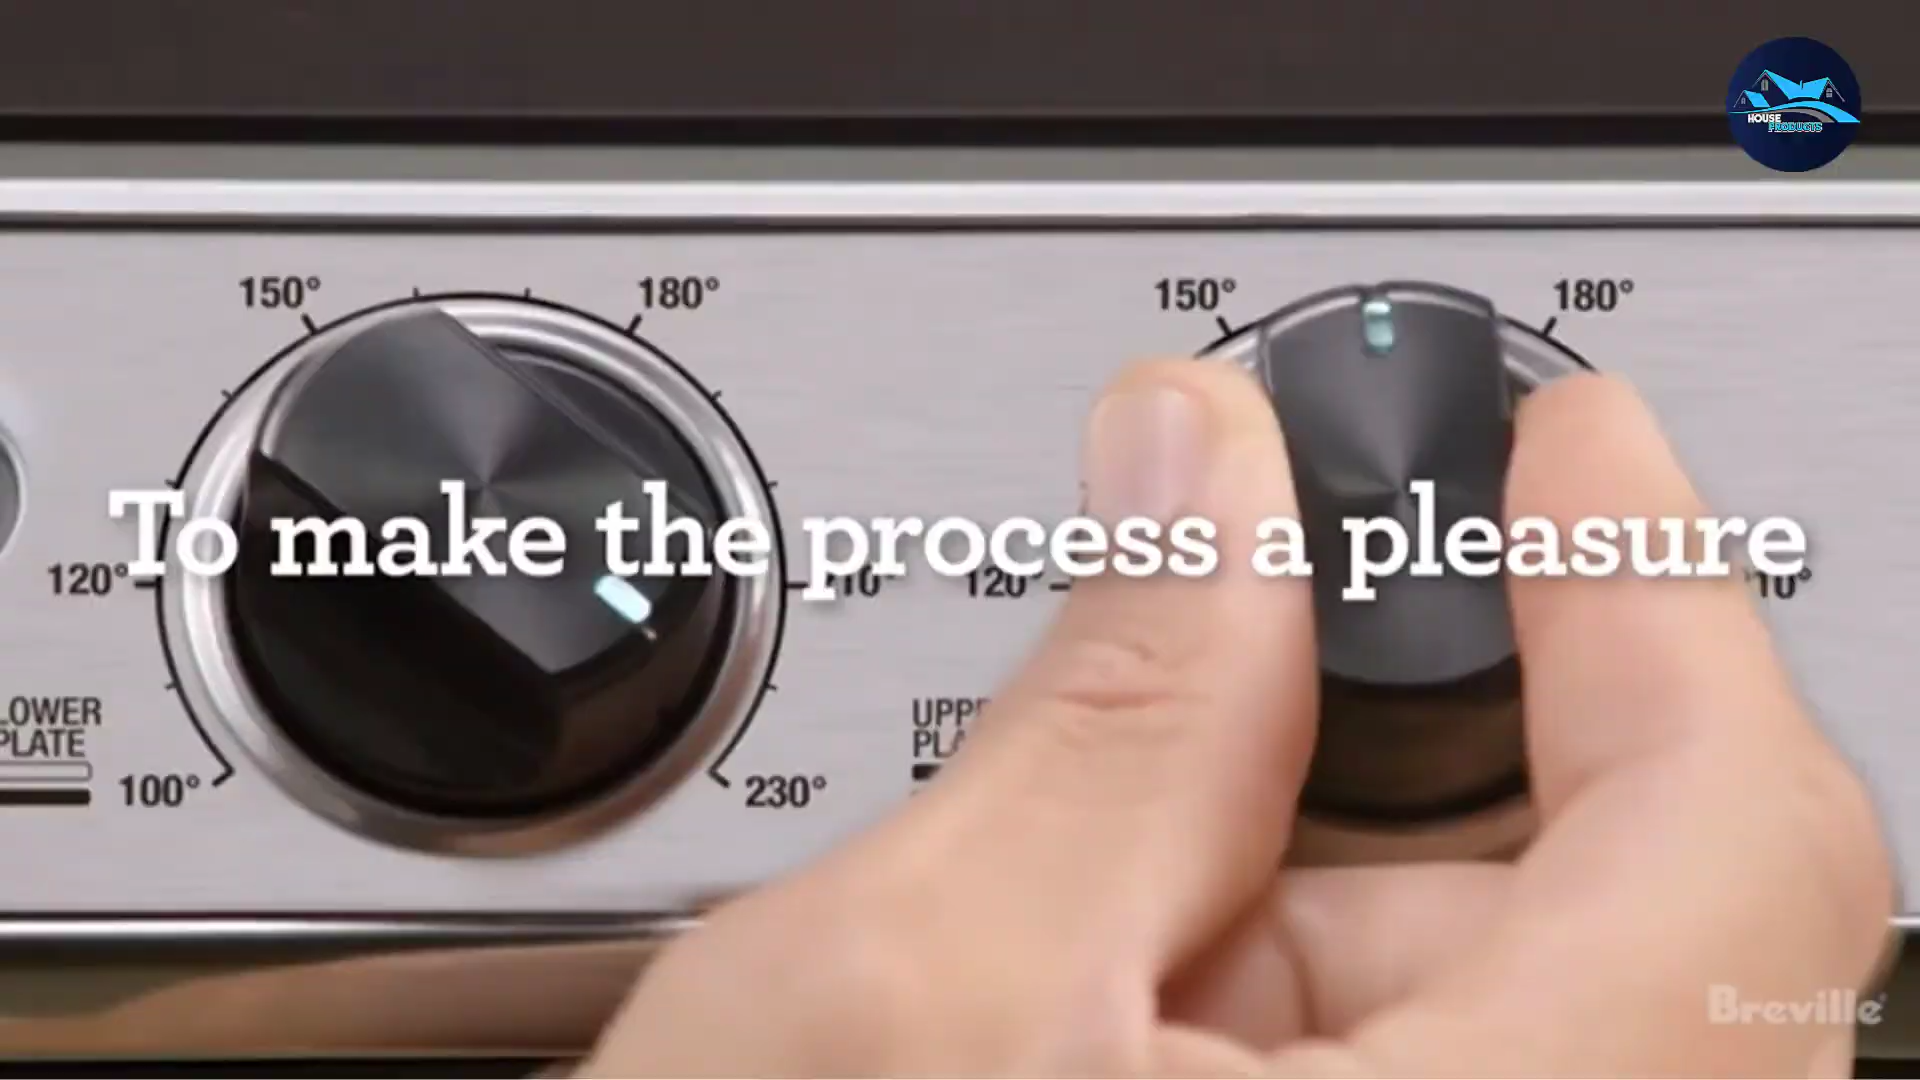 HOUSE
PRODUCTS
150°
180°
150°
180°
To make the process a pleasure
120°
120°
LOWER
PLATE
100°
230°
Breville